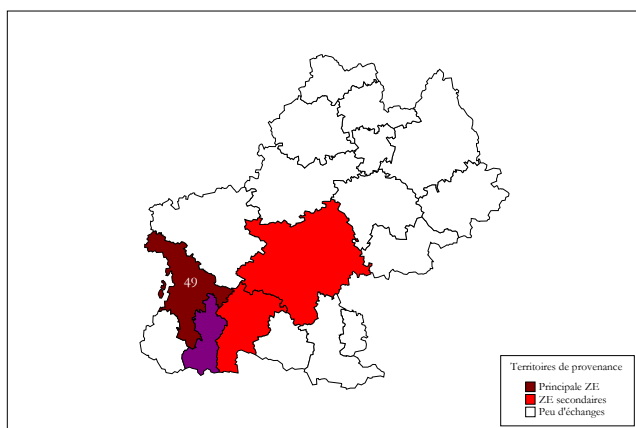 49
Territoires de provenance
Principale ZE
ZE secondaires
Peu d'échanges